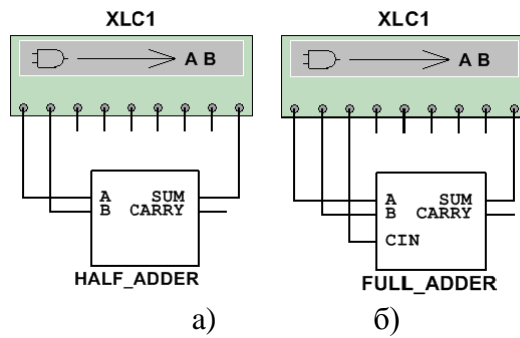 XLC1
A B
A SUM
B CARRY
HALF_ADDER
а)
XLC1
A B
A SUM
B CARRY
CIN
FULL_ADDER
б)